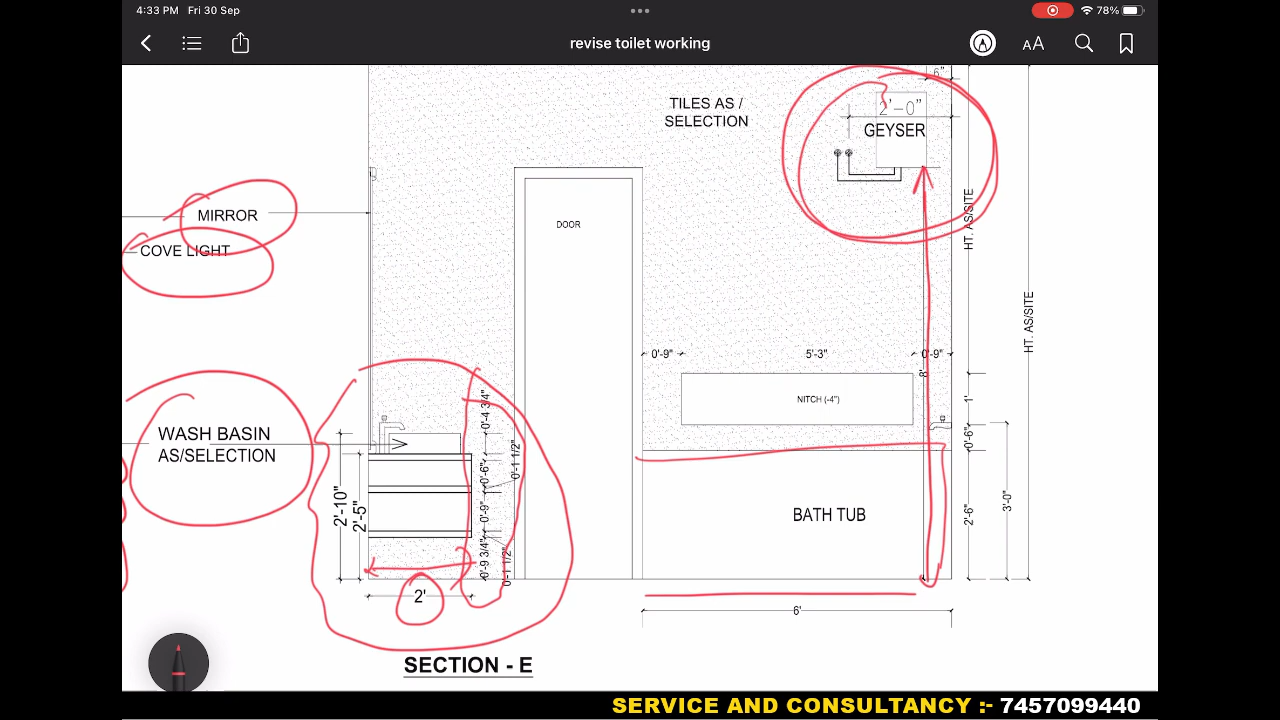 4:33 PM Fri 30 Sep
78%
revise toilet working
AA
6"
TILES AS /
SELECTION
2'-0"
GEYSER
MIRROR
COVE LIGHT
DOOR
HT. AS/SITE
HT. AS/SITE
0'-9"
5'-3"
0'-9"
8'
NITCH (-4")
1'
0'-6"
WASH BASIN
AS/SELECTION
0'-4 3/4"
0'-1 1/2"
0'-6"
0'-9"
0'-9 3/4"
0'-1 1/2"
2'-10"
2'-5"
BATH TUB
2'-6"
3'-0"
2'
6'
SECTION - E
SERVICE AND CONSULTANCY :- 7457099440